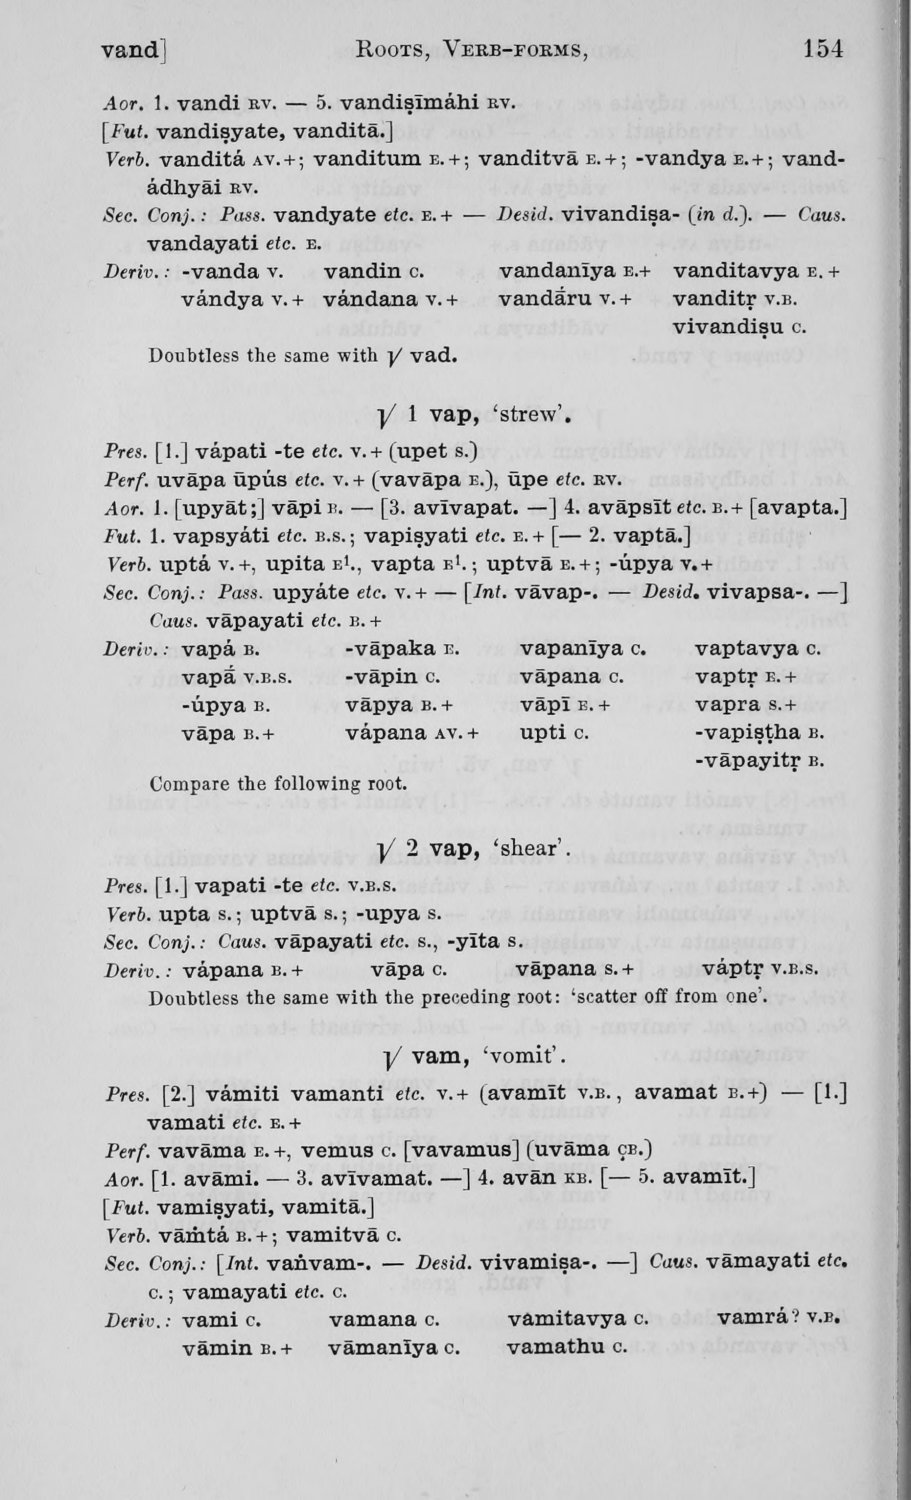 vand] Roots, Verb-forms, 154
Aor. 1. vandi RV. — 5. vandiṣīmáhi RV.
[Fut. vandiṣyate, vanditā.]
Verb. vanditá AV.+; vanditum E.+; vanditvā E.+; -vandya E.+; vand-
ádhyāi RV.
Sec. Conj.: Pass. vandyate etc. E.+ — Desid. vivandiṣa- (in d.). — Caus.
vandayati etc. E.
Deriv.: -vanda V. vandin C. vandanīya E.+ vanditavya E.+
vándya V.+ vándana V.+ vandā́ru V.+ vanditṛ V.B.
vivandiṣu C.
Doubtless the same with √ vad.
√ 1 vap, ‘strew’.
Pres. [1.] vápati -te etc. V.+ (upet S.)
Perf. uvāpa ūpús etc. V.+ (vavāpa E.), ūpe etc. RV.
Aor. 1. [upyāt;] vāpi B. — [3. avīvapat. —] 4. avāpsīt etc. B.+ [avapta.]
Fut. 1. vapsyáti etc. B.S.; vapiṣyati etc. E.+ [— 2. vaptā.]
Verb. uptá V.+, upita E¹., vapta E¹.; uptvā E.+; -úpya V.+
Sec. Conj.: Pass. upyáte etc. V.+ — [Int. vāvap-. — Desid. vivapsa-. —]
Caus. vāpayati etc. B.+
Deriv.: vapá B. -vāpaka E. vapanīya C. vaptavya C.
vapā́ V.B.S. -vāpin C. vāpana C. vaptṛ E.+
-úpya B. vāpya B.+ vāpī E.+ vapra S.+
vāpa B.+ vápana AV.+ upti C. -vapiṣṭha B.
-vāpayitṛ B.
Compare the following root.
√ 2 vap, ‘shear’.
Pres. [1.] vapati -te etc. V.B.S.
Verb. upta S.; uptvā S.; -upya S.
Sec. Conj.: Caus. vāpayati etc. S., -yīta S.
Deriv.: vápana B.+ vāpa C. vāpana S.+ váptṛ V.B.S.
Doubtless the same with the preceding root: ‘scatter off from one’.
√ vam, ‘vomit’.
Pres. [2.] vámiti vamanti etc. V.+ (avamīt V.B., avamat B.+) — [1.]
vamati etc. E.+
Perf. vavāma E.+, vemus C. [vavamus] (uvāma ÇB.)
Aor. [1. avāmi. — 3. avīvamat. —] 4. avān KB. [— 5. avamīt.]
[Fut. vamiṣyati, vamitā.]
Verb. vāṁtá B.+; vamitvā C.
Sec. Conj.: [Int. van̄vam-. — Desid. vivamiṣa-. —] Caus. vāmayati etc.
C.; vamayati etc. C.
Deriv.: vami C. vamana C. vamitavya C. vamrá? V.B.
vāmin B.+ vāmanīya C. vamathu C.